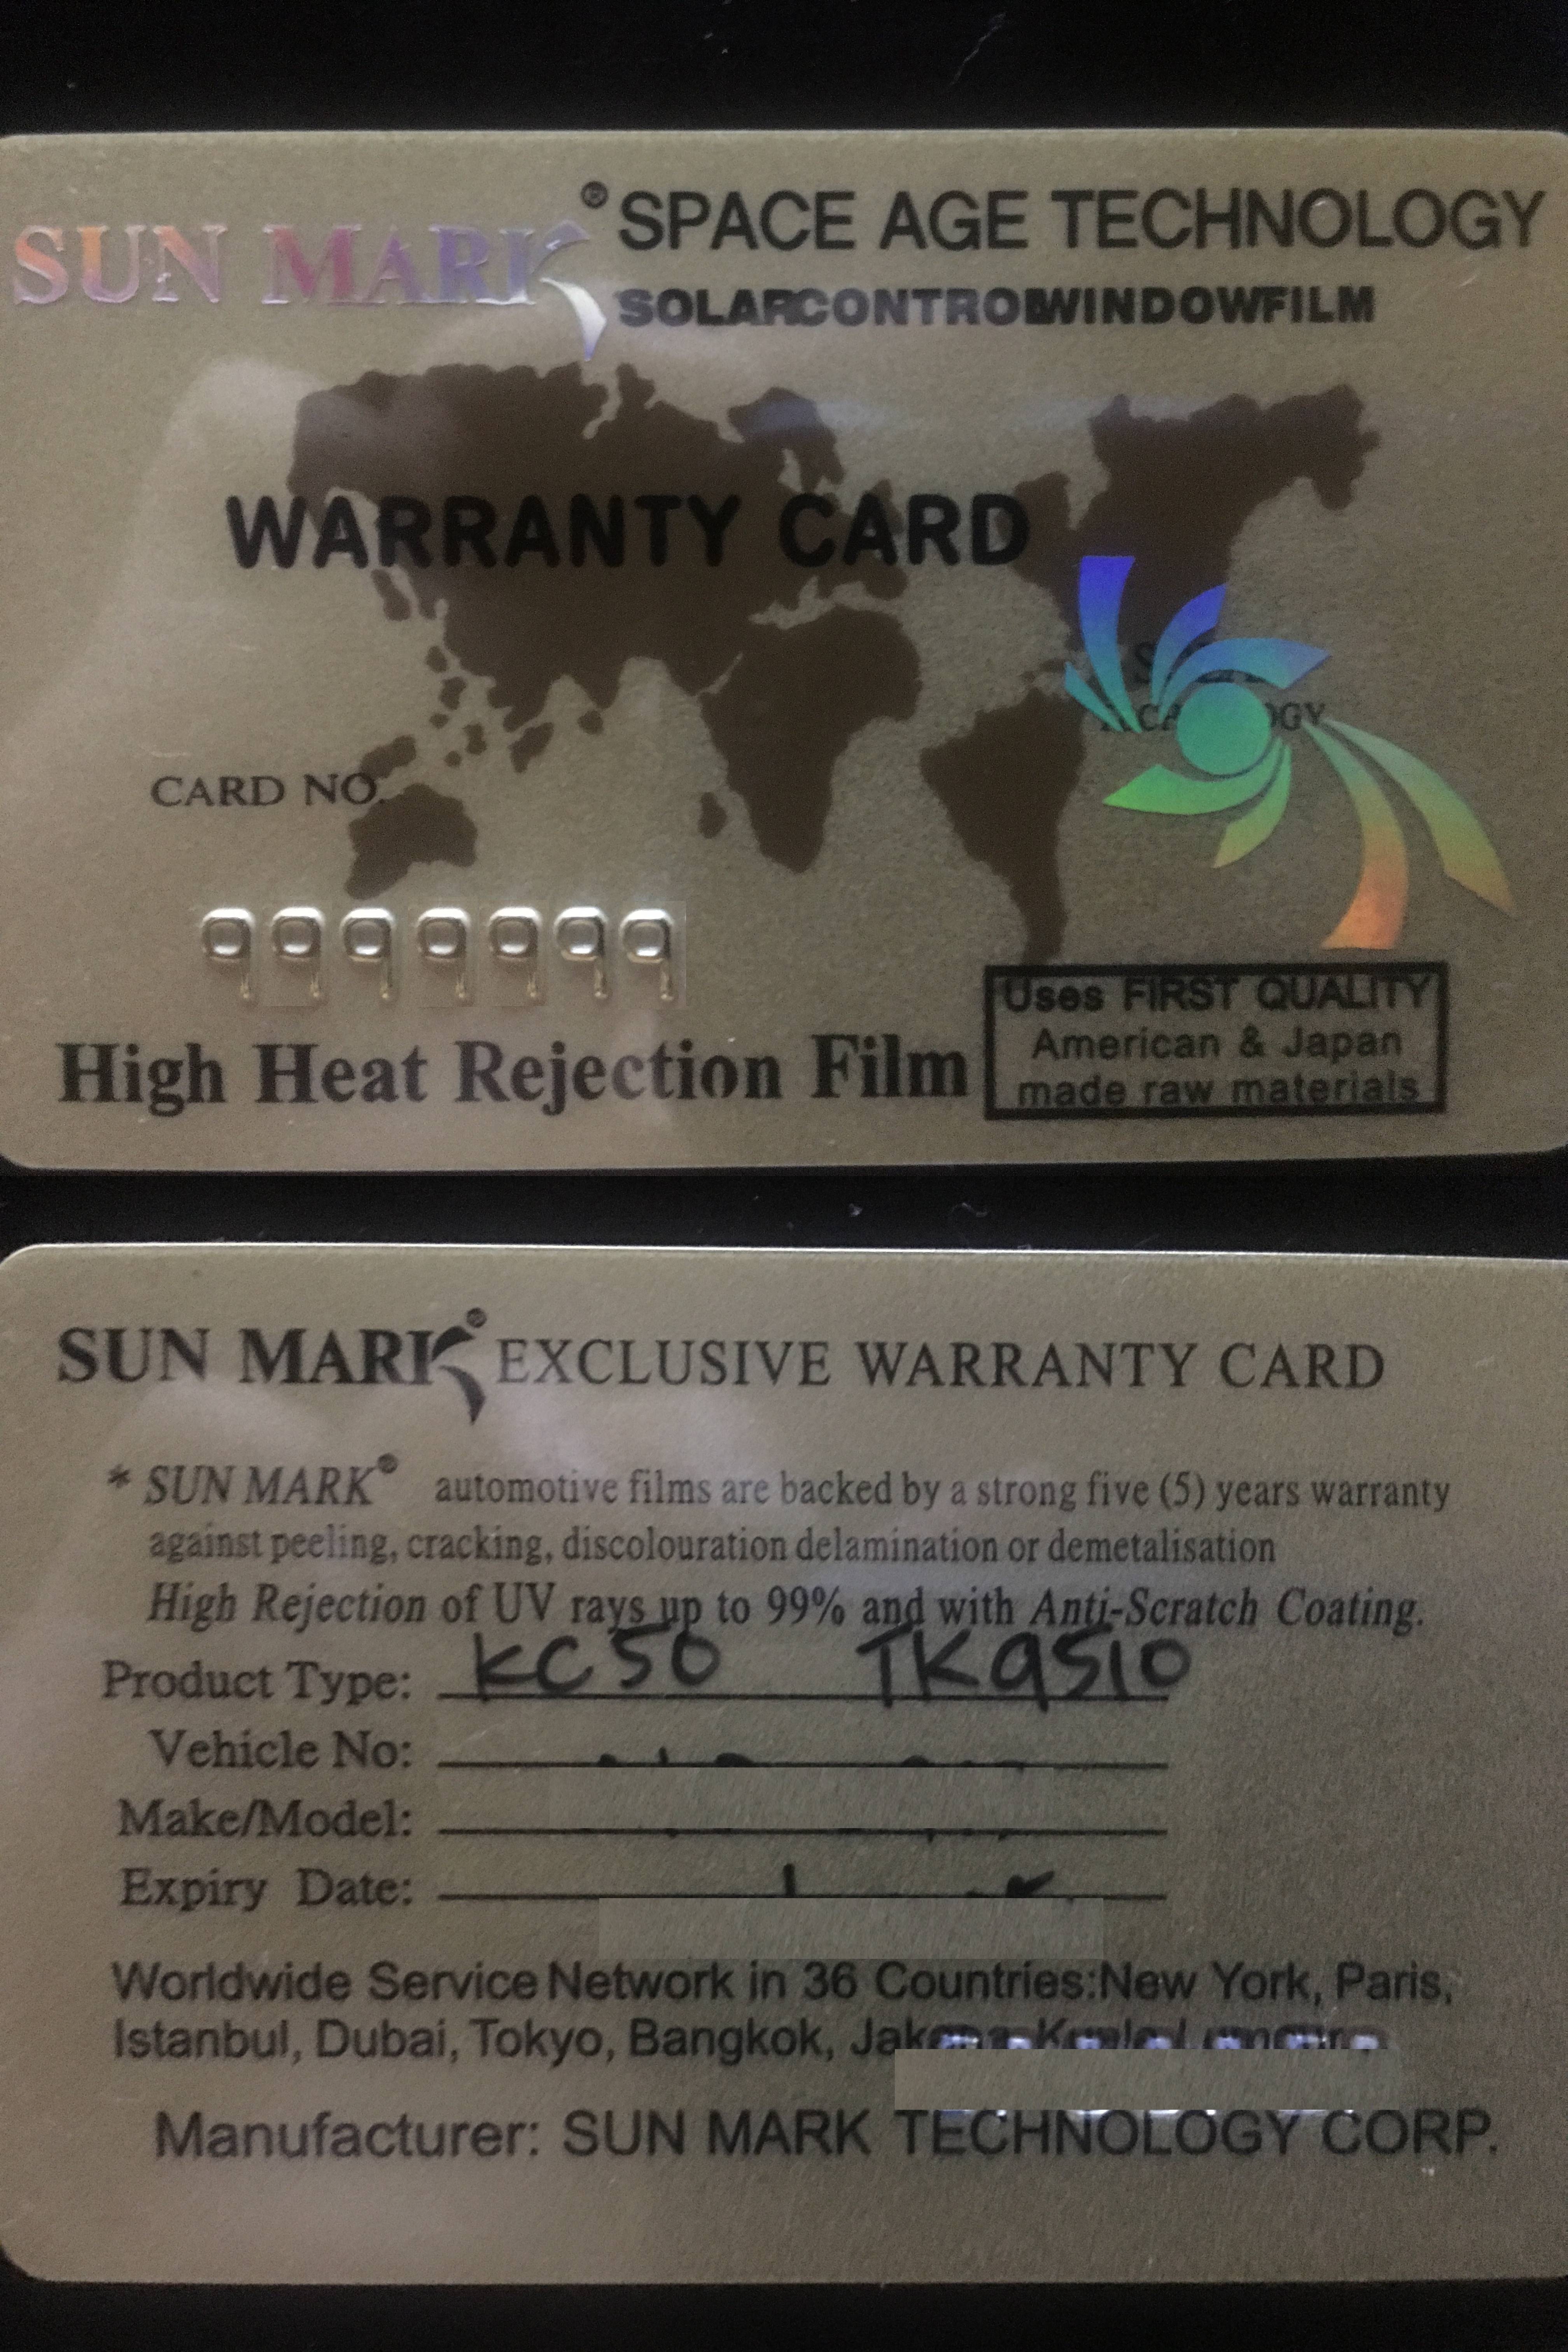 SUN MARK® SPACE AGE TECHNOLOGY
SOLARCONTROLWINDOWFILM
WARRANTY CARD
CARD NO.
9999999
High Heat Rejection Film
Uses FIRST QUALITY
American & Japan
made raw materials
SUN MARK® EXCLUSIVE WARRANTY CARD
* SUN MARK® automotive films are backed by a strong five (5) years warranty
against peeling, cracking, discolouration delamination or demetalisation
High Rejection of UV rays up to 99% and with Anti-Scratch Coating.
Product Type: KC50 TK9510
Vehicle No:
Make/Model:
Expiry Date:
Worldwide Service Network in 36 Countries:New York, Paris,
Istanbul, Dubai, Tokyo, Bangkok, Jakarta, Kuala Lumpur
Manufacturer: SUN MARK TECHNOLOGY CORP.